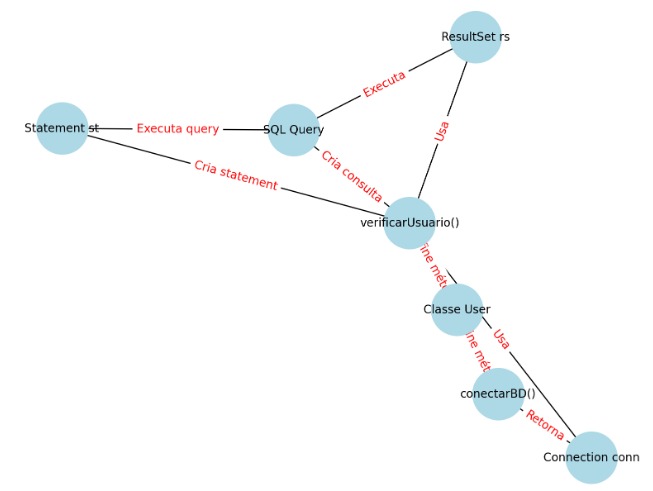 ResultSet rs
Executa
Statement st
Executa query
SQL Query
Usa
Cria statement
Cria consulta
verificarUsuario()
ine mét
Classe User
Usa
ine mét
conectarBD()
Retorna
Connection conn